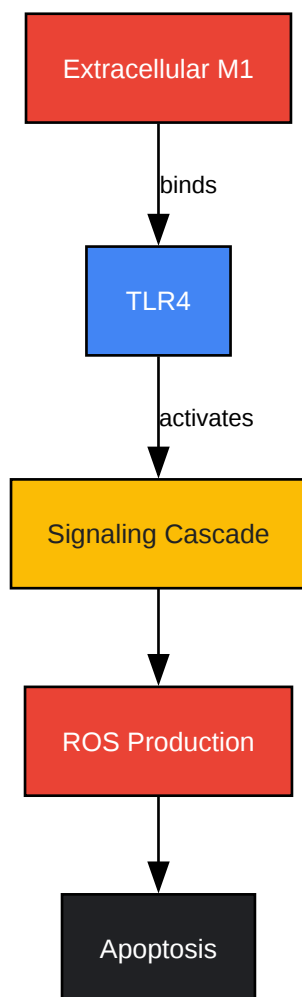 Extracellular M1
binds
TLR4
activates
Signaling Cascade
ROS Production
Apoptosis